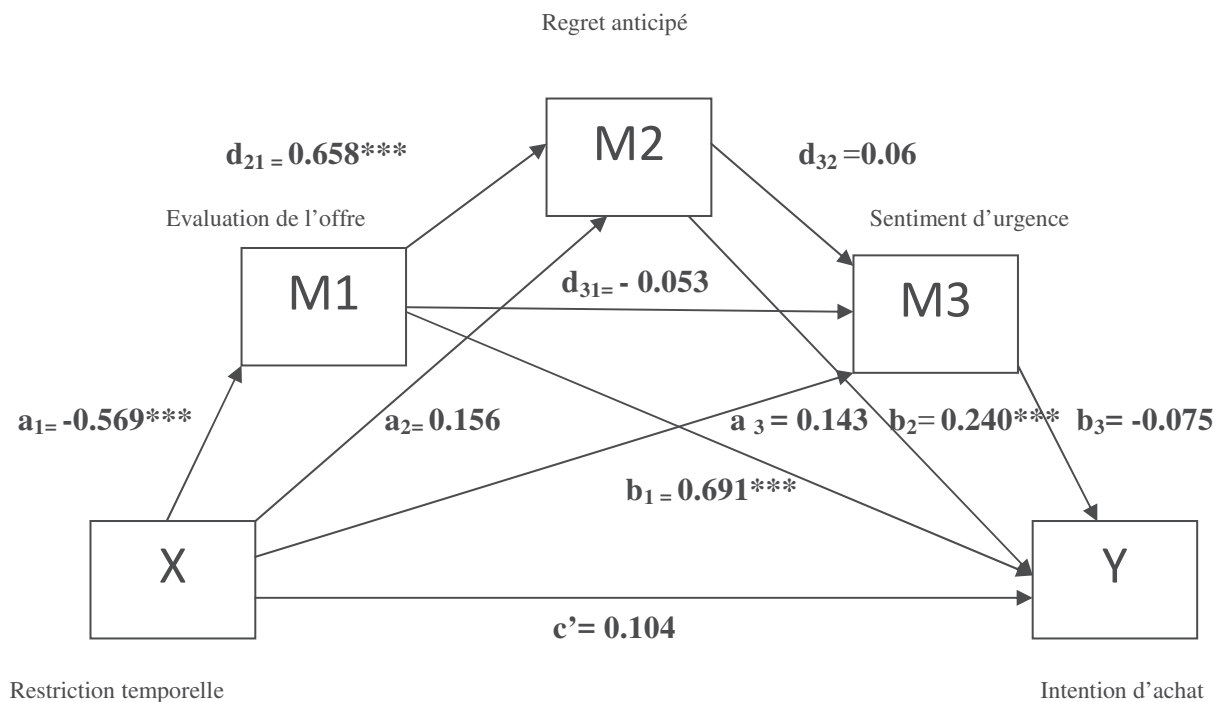 Regret anticipé
M2
d21 = 0.658***
d32 =0.06
Evaluation de l’offre
Sentiment d’urgence
M1
d31= - 0.053
M3
a1= -0.569***
a2= 0.156
a 3 = 0.143
b2= 0.240***
b3= -0.075
b1 = 0.691***
X
Y
c’= 0.104
Restriction temporelle
Intention d’achat